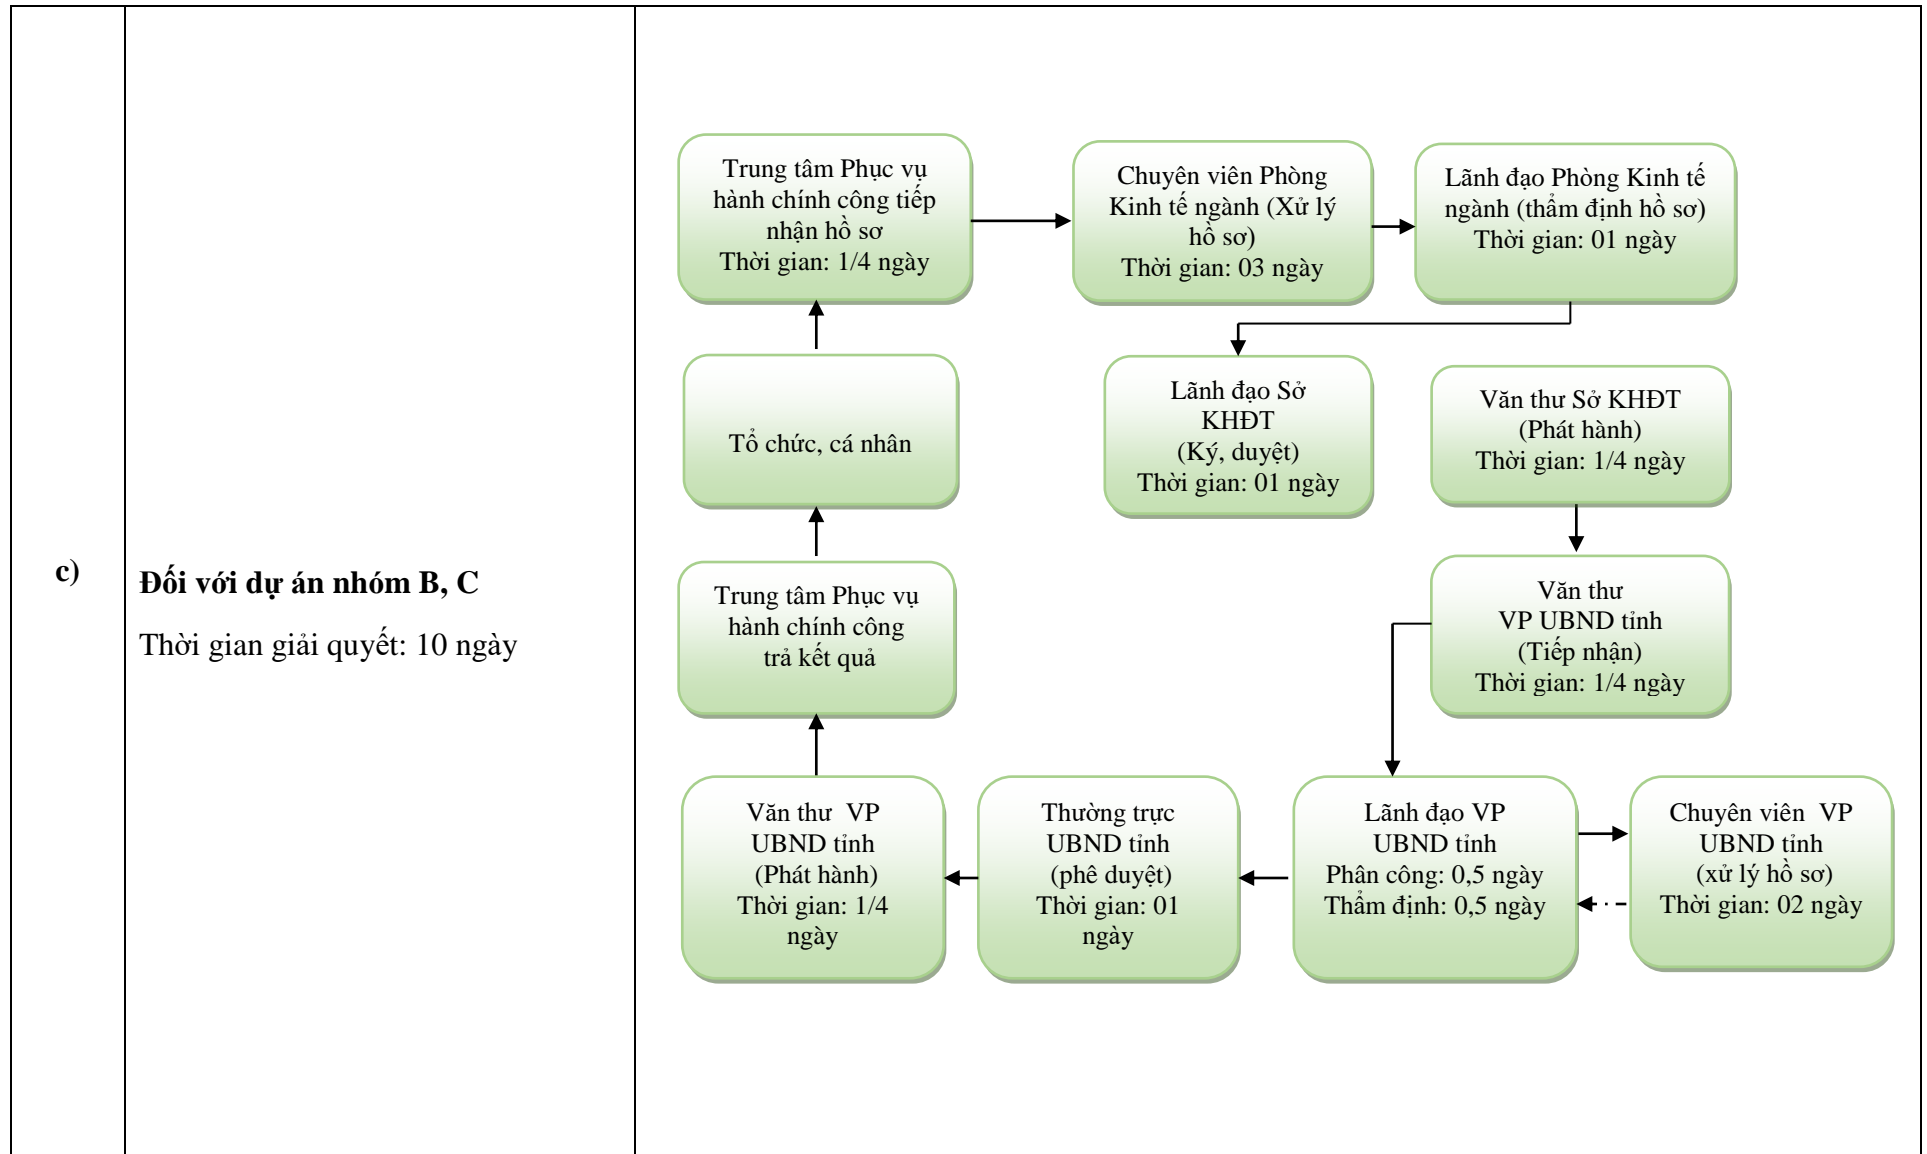 c)
Đối với dự án nhóm B, C
Thời gian giải quyết: 10 ngày
Trung tâm Phục vụ
hành chính công tiếp
nhận hồ sơ
Thời gian: 1/4 ngày
Chuyên viên Phòng
Kinh tế ngành (Xử lý
hồ sơ)
Thời gian: 03 ngày
Lãnh đạo Phòng Kinh tế
ngành (thẩm định hồ sơ)
Thời gian: 01 ngày
Tổ chức, cá nhân
Lãnh đạo Sở
KHĐT
(Ký, duyệt)
Thời gian: 01 ngày
Văn thư Sở KHĐT
(Phát hành)
Thời gian: 1/4 ngày
Trung tâm Phục vụ
hành chính công
trả kết quả
Văn thư
VP UBND tỉnh
(Tiếp nhận)
Thời gian: 1/4 ngày
Văn thư  VP
UBND tỉnh
(Phát hành)
Thời gian: 1/4
ngày
Thường trực
UBND tỉnh
(phê duyệt)
Thời gian: 01
ngày
Lãnh đạo VP
UBND tỉnh
Phân công: 0,5 ngày
Thẩm định: 0,5 ngày
Chuyên viên  VP
UBND tỉnh
(xử lý hồ sơ)
Thời gian: 02 ngày